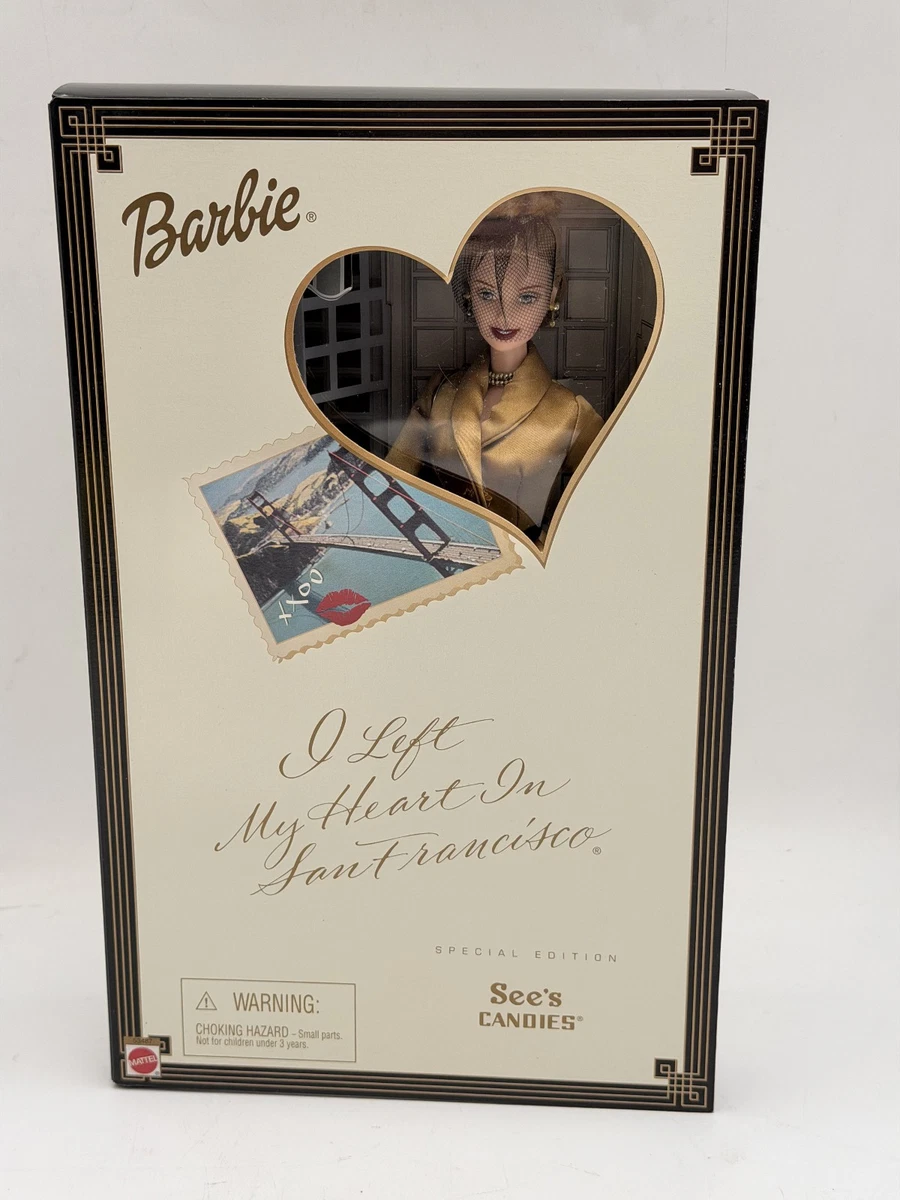 Barbie®
XXOO
I Left
My Heart In
San Francisco®
SPECIAL EDITION
See's
CANDIES®
WARNING:
CHOKING HAZARD – Small parts.
Not for children under 3 years.
MATTEL